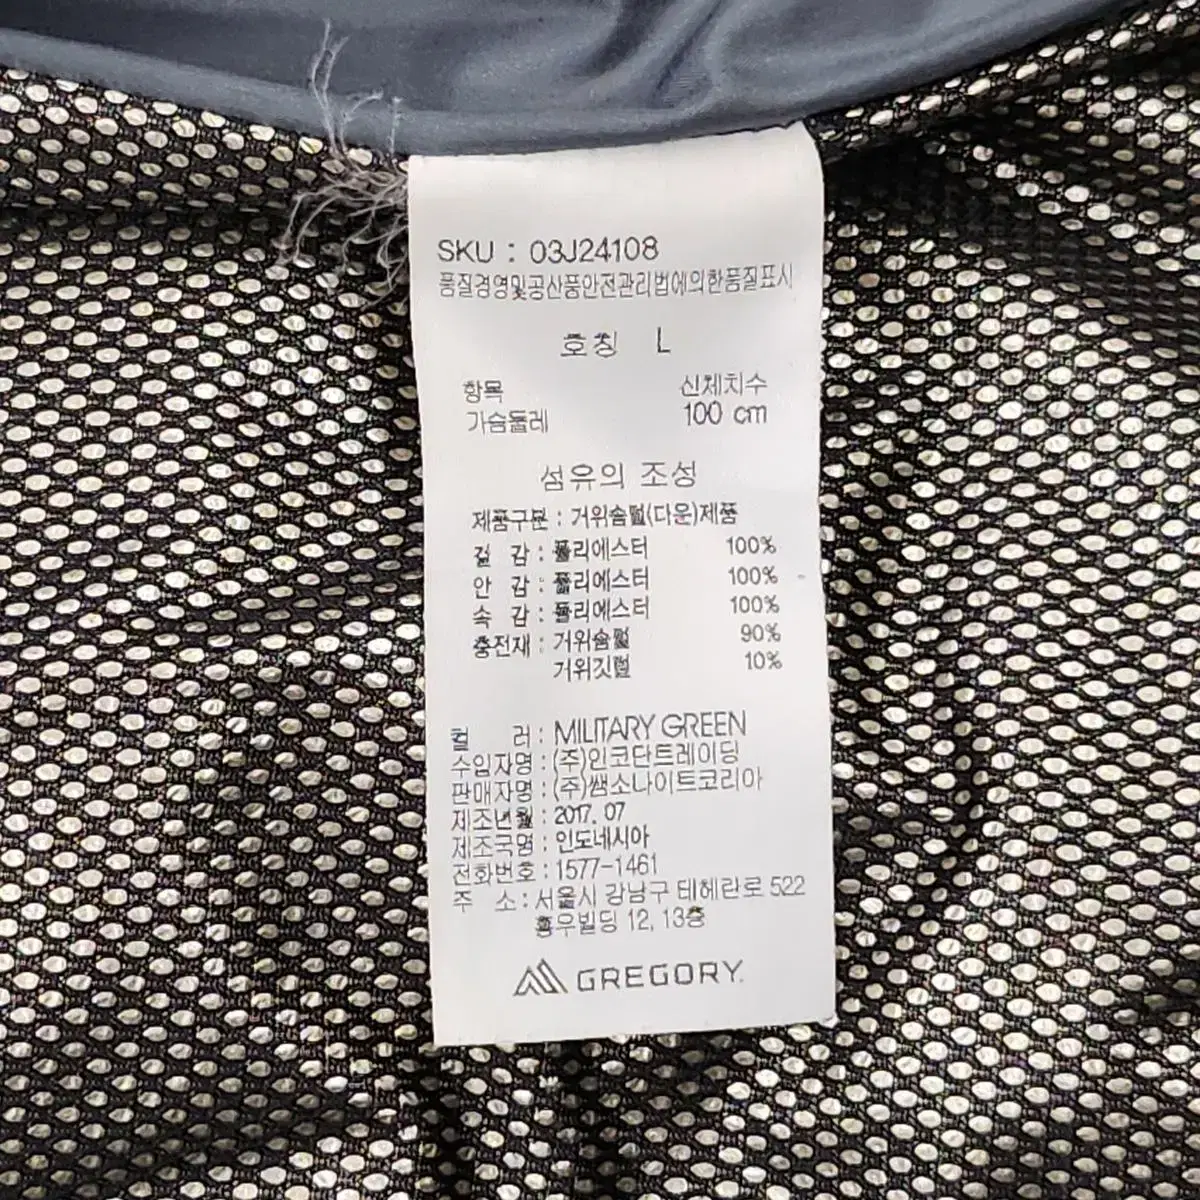 SKU : 03J24108
품질경영및공산품안전관리법에의한품질표시
호칭 L
항목 신체치수
가슴둘레 100 cm
섬유의 조성
제품구분 : 거위솜털(다운)제품
겉 감 : 폴리에스터 100%
안 감 : 폴리에스터 100%
속 감 : 폴리에스터 100%
충전재 : 거위솜털 90%
거위깃털 10%
컬 러 : MILITARY GREEN
수입자명 : (주)인코단트레이딩
판매자명 : (주)쌤소나이트코리아
제조년월 : 2017. 07
제조국명 : 인도네시아
전화번호 : 1577-1461
주 소 : 서울시 강남구 테헤란로 522
홍우빌딩 12, 13층
GREGORY.